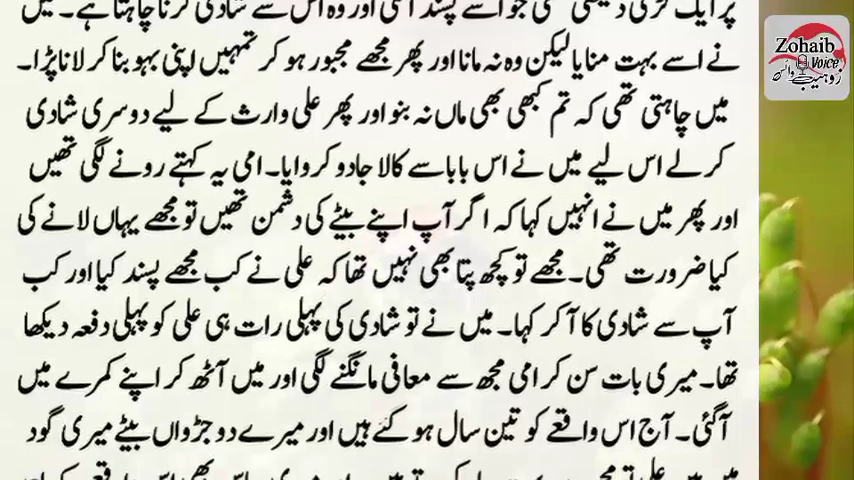 پر ایک لڑکی دیکھی تھی جو اسے پسند آگئی اور وہ اس سے شادی کرنا چاہتا ہے۔ میں
نے اسے بہت منایا لیکن وہ نہ مانا اور پھر مجھے مجبور ہو کر تمہیں اپنی بہو بنا کر لانا پڑا۔
میں چاہتی تھی کہ تم کبھی بھی ماں نہ بنو اور پھر علی وارث کے لیے دوسری شادی
کرلے اس لیے میں نے اس بابا سے کالا جادو کروایا۔ امی یہ کہتے رونے لگی تھیں
اور پھر میں نے انہیں کہا کہ اگر آپ اپنے بیٹے کی دشمن تھیں تو مجھے یہاں لانے کی
کیا ضرورت تھی۔ مجھے تو کچھ پتا بھی نہیں تھا کہ علی نے کب مجھے پسند کیا اور کب
آپ سے شادی کا آ کر کہا۔ میں نے تو شادی کی پہلی رات ہی علی کو پہلی دفعہ دیکھا
تھا۔ میری بات سن کر امی مجھ سے معافی مانگنے لگی اور میں آٹھ کر اپنے کمرے میں
آگئی۔ آج اس واقعے کو تین سال ہو گئے ہیں اور میرے دو جڑواں بیٹے میری گود
Zohaib
Voice
زوہیب وائس